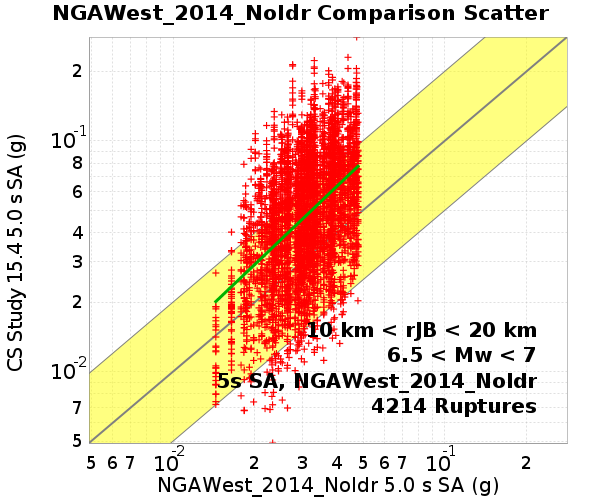 NGAWest_2014_NoIdr Comparison Scatter
CS Study 15.4 5.0 s SA (g)
2
10⁻¹
8
6
4
3
2
10⁻²
7
5
10 km < rJB < 20 km
6.5 < Mw < 7
5s SA, NGAWest_2014_NoIdr
4214 Ruptures
5 6 7 10⁻² 2 3 4 5 6 7 10⁻¹ 2
NGAWest_2014_NoIdr 5.0 s SA (g)